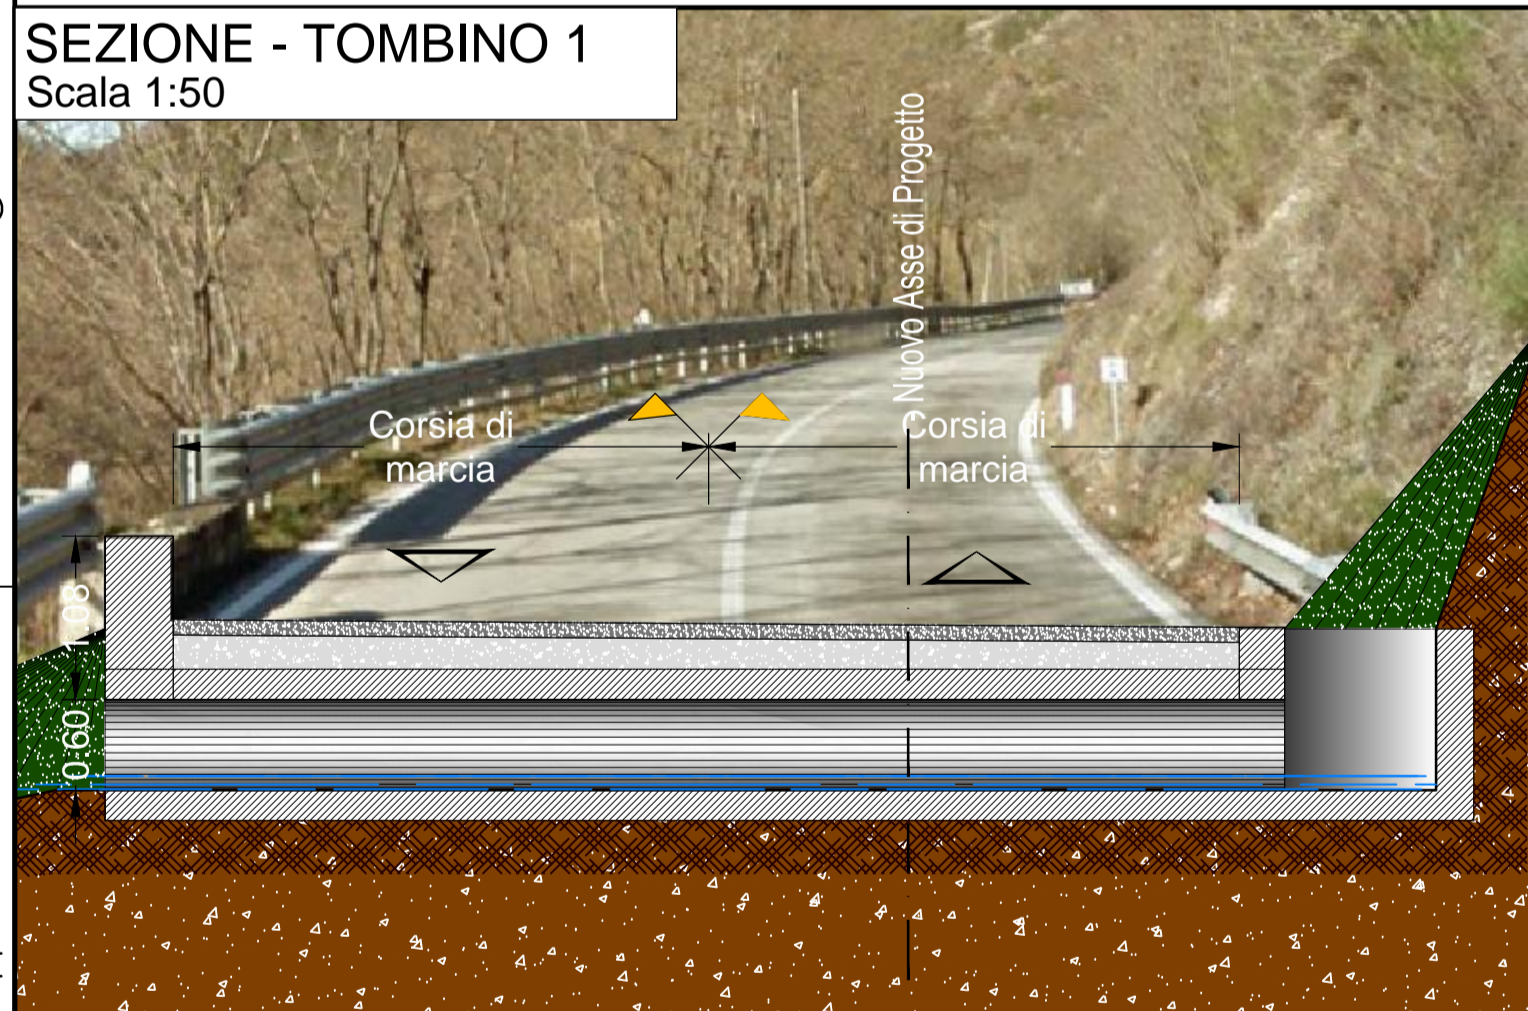 SEZIONE - TOMBINO 1
Scala 1:50
Nuovo Asse di Progetto
Corsia di
marcia
Corsia di
marcia
1.08
0.60